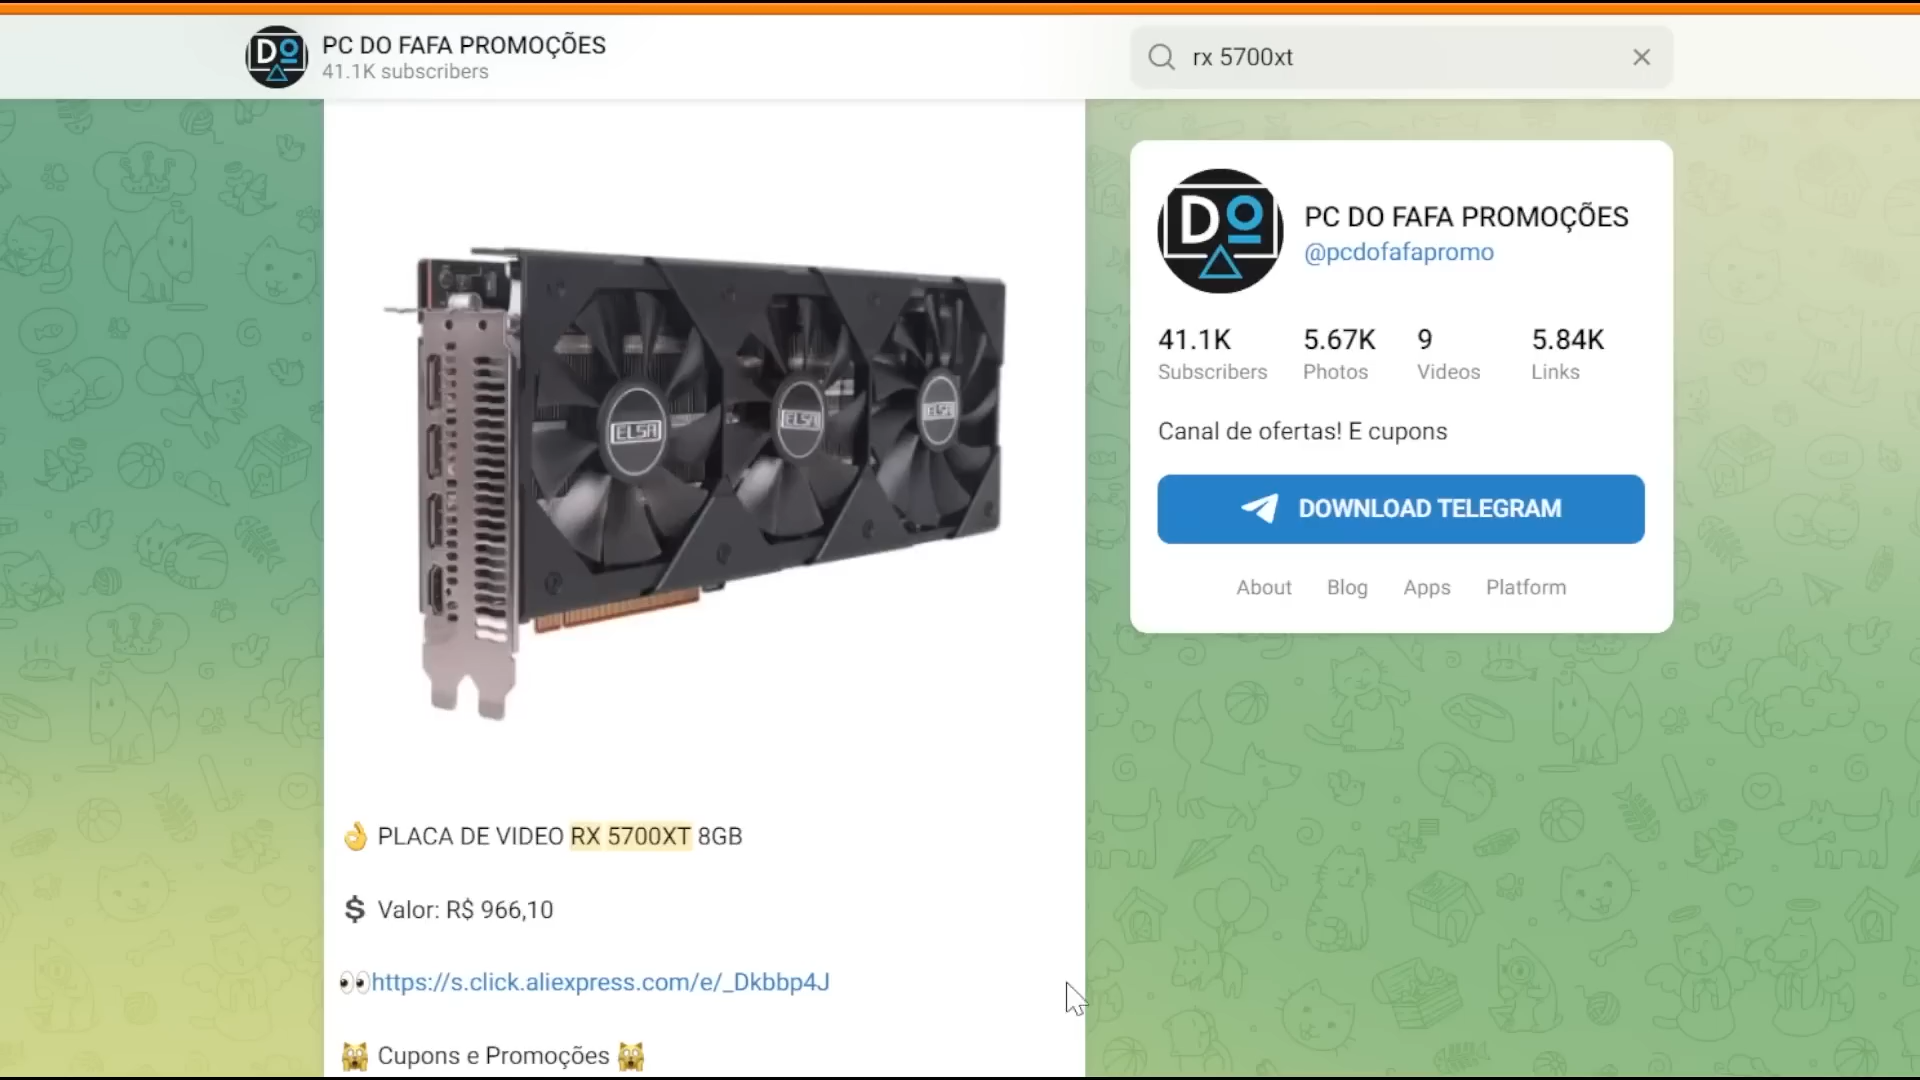 PC DO FAFA PROMOÇÕES
41.1K subscribers
rx 5700xt
ELSA ELSA ELSA
PLACA DE VIDEO RX 5700XT 8GB
Valor: R$ 966,10
https://s.click.aliexpress.com/e/_Dkbbp4J
Cupons e Promoções
DO
PC DO FAFA PROMOÇÕES
@pcdofafapromo
41.1K 5.67K 9 5.84K
Subscribers Photos Videos Links
Canal de ofertas! E cupons
DOWNLOAD TELEGRAM
About Blog Apps Platform